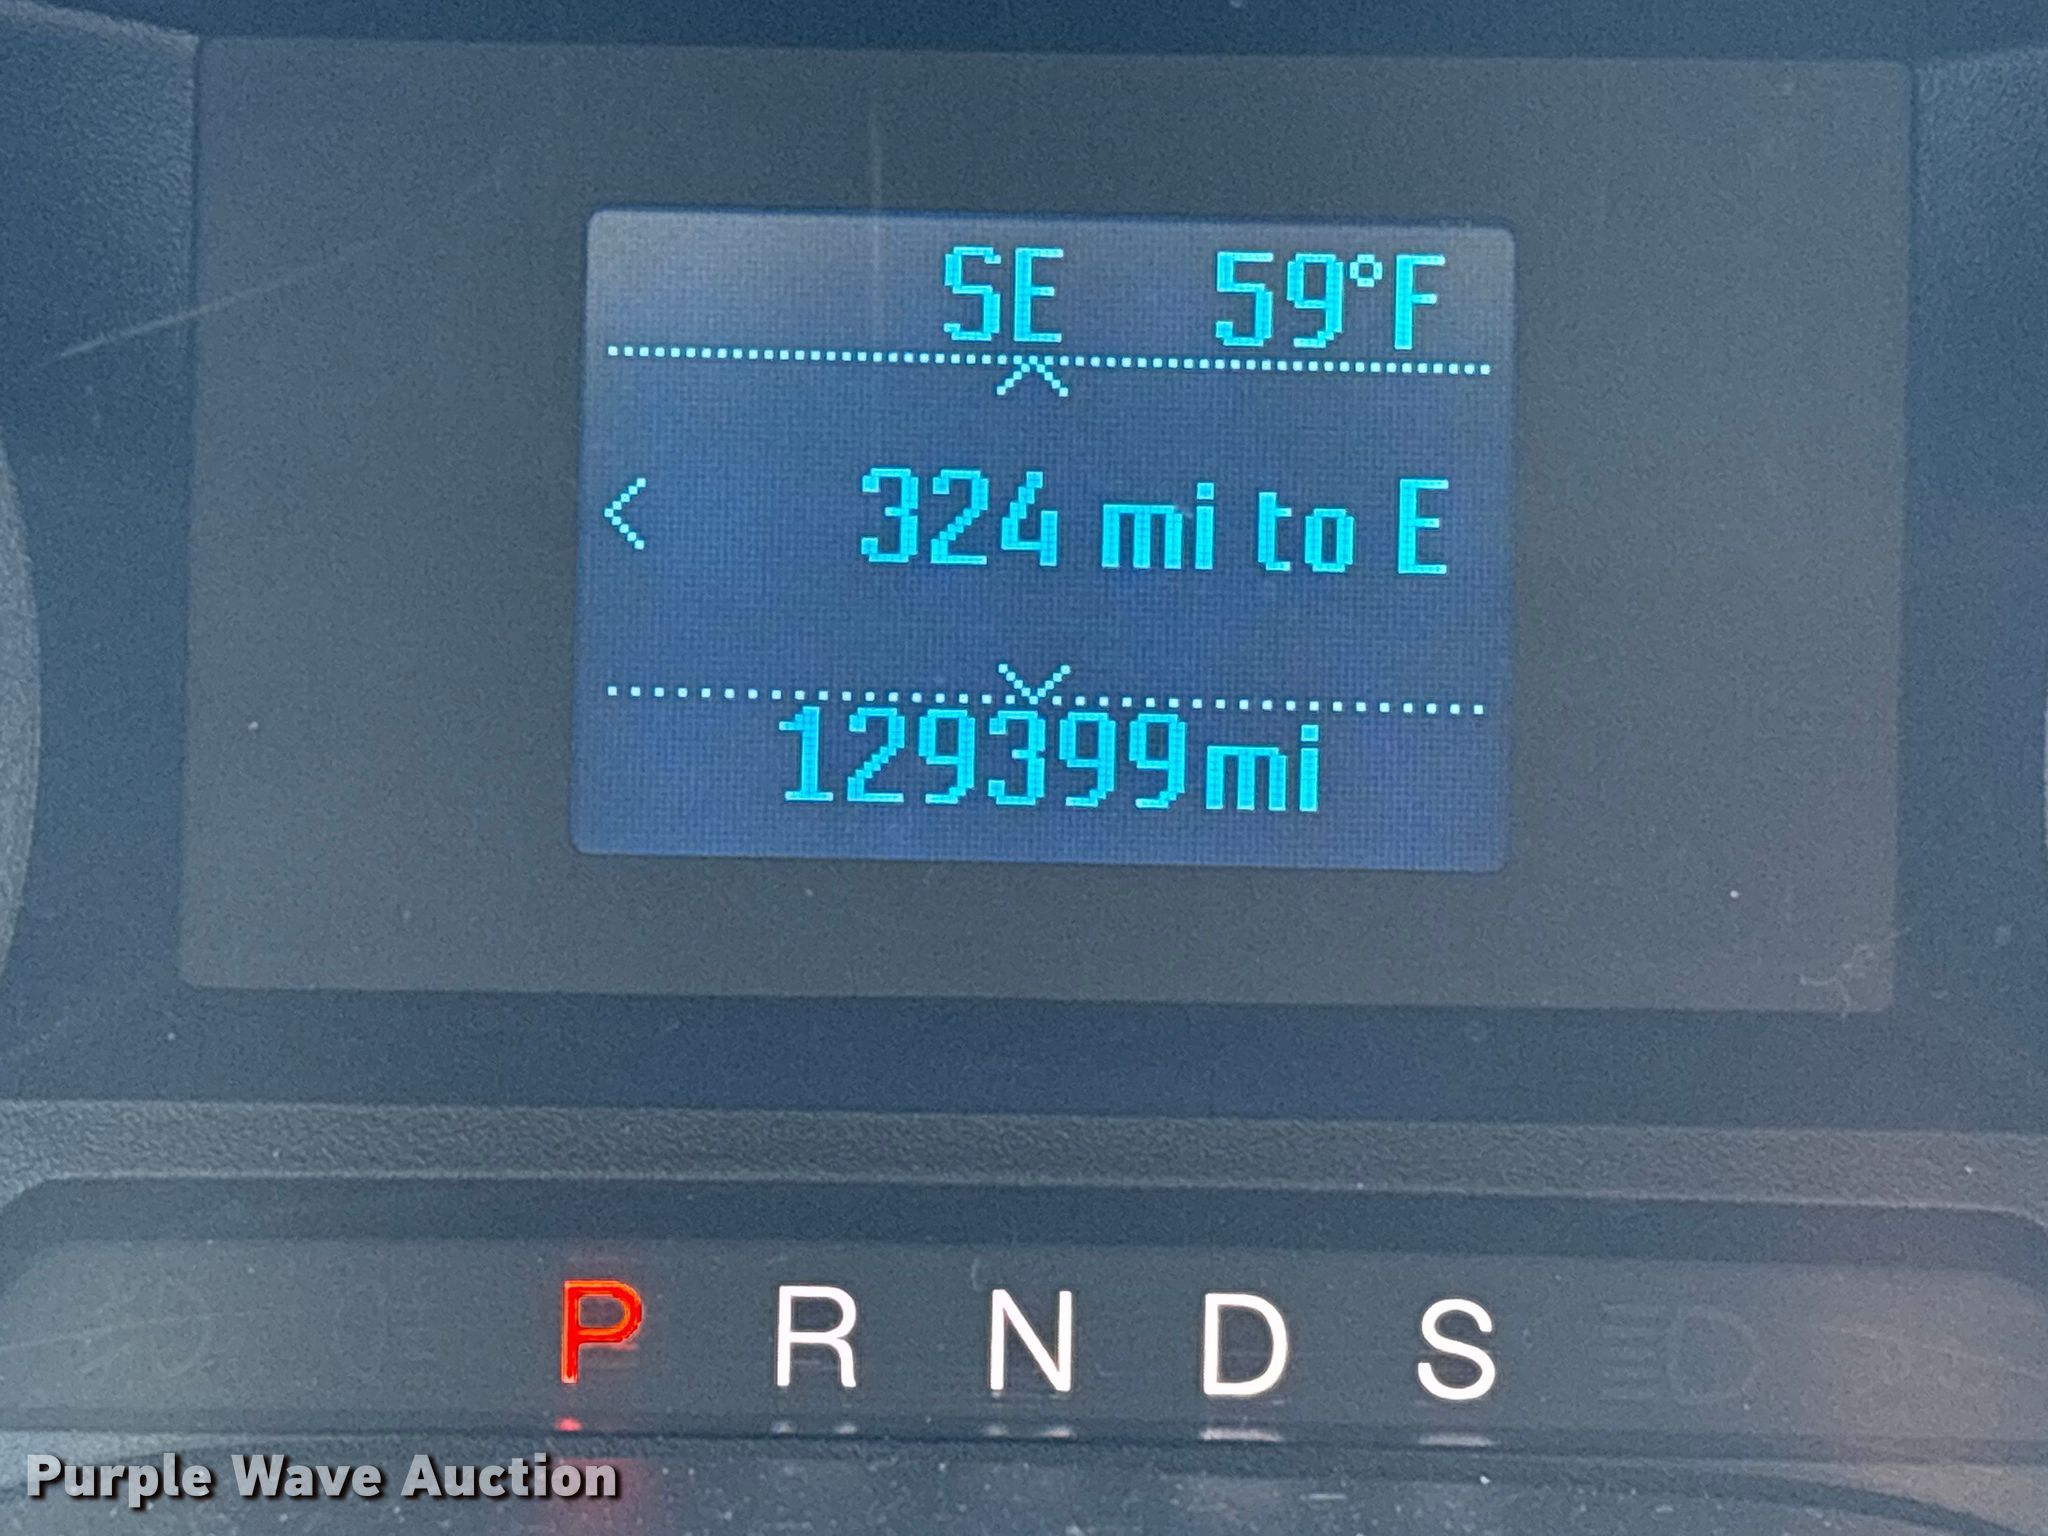 SE 59°F
< 324 mi to E
129399mi
P R N D S
Purple Wave Auction